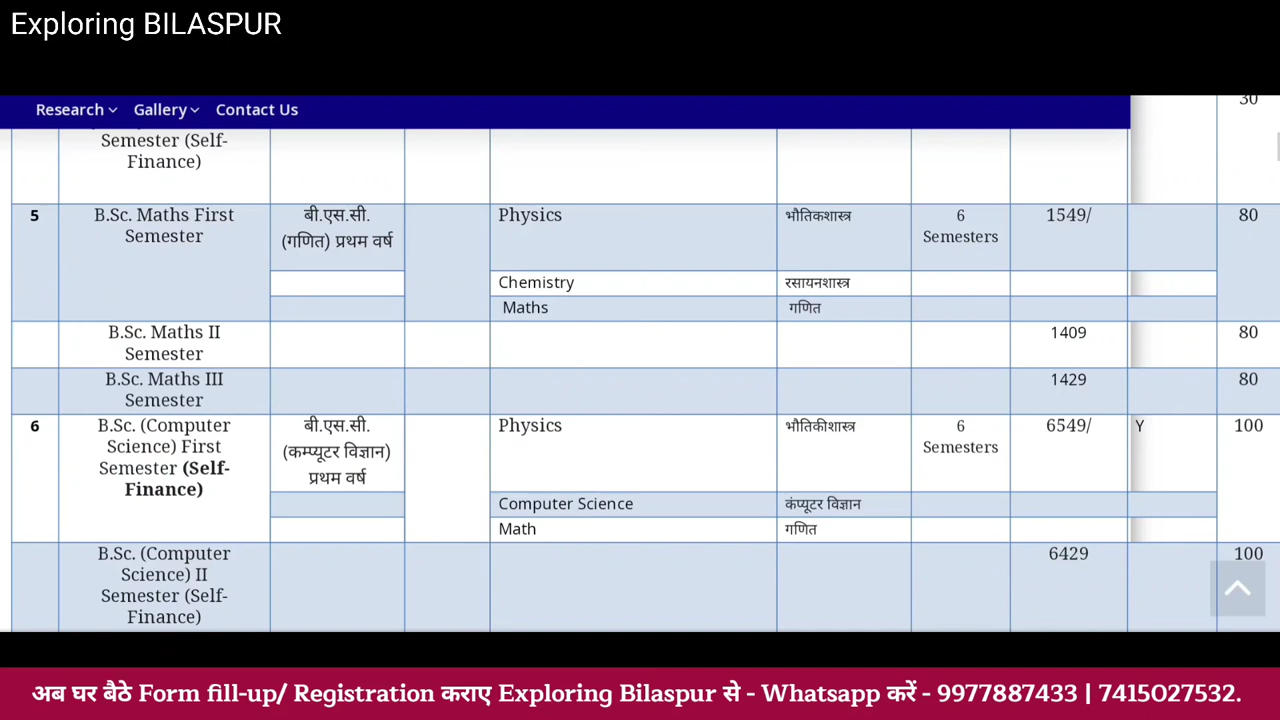 Exploring BILASPUR
Research Gallery Contact Us
30
Semester (Self-
Finance)
5 B.Sc. Maths First Semester बी.एस.सी. (गणित) प्रथम वर्ष Physics भौतिकशास्त्र 6 Semesters 1549/ 80
Chemistry रसायनशास्त्र
Maths गणित
B.Sc. Maths II Semester 1409 80
B.Sc. Maths III Semester 1429 80
6 B.Sc. (Computer Science) First Semester (Self-Finance) बी.एस.सी. (कम्प्यूटर विज्ञान) प्रथम वर्ष Physics भौतिकीशास्त्र 6 Semesters 6549/ Y 100
Computer Science कंप्यूटर विज्ञान
Math गणित
B.Sc. (Computer Science) II Semester (Self-Finance) 6429 100
अब घर बैठे Form fill-up/ Registration कराए Exploring Bilaspur से - Whatsapp करें - 9977887433 | 7415027532.